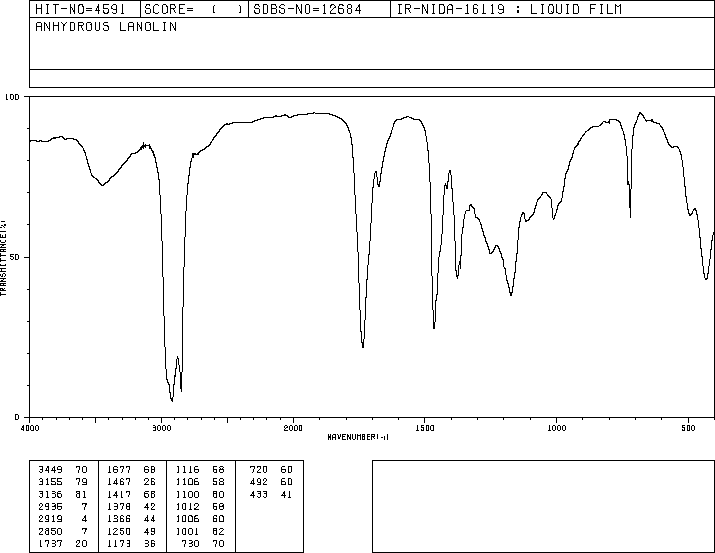 HIT-NO=4591 SCORE= ( ) SDBS-NO=12684 IR-NIDA-16119 : LIQUID FILM
ANHYDROUS LANOLIN
100
50
0
TRANSMITTANCE(%)
4000 3000 2000 1500 1000 500
WAVENUMBER(-1)
3449 70 1677 68 1116 58 720 60
3155 79 1467 26 1106 58 492 60
3136 81 1417 68 1100 60 433 41
2935 7 1378 42 1012 58
2919 4 1366 44 1006 60
2850 7 1250 49 1001 62
1737 20 1173 36 730 70